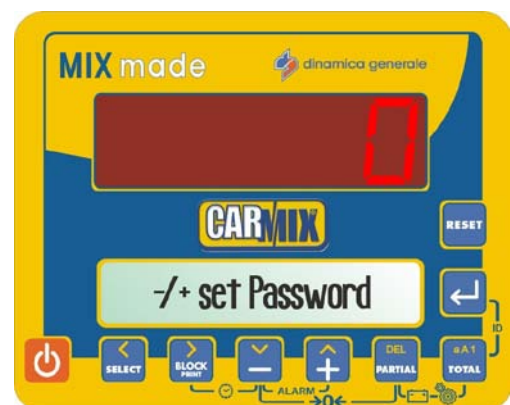 MIX made
dinamica generale
0
CARMIX
RESET
-/+ set Password
ID
SELECT
BLOCK
PRINT
-
+
DEL
PARTIAL
aA1
TOTAL
ALARM
>0<